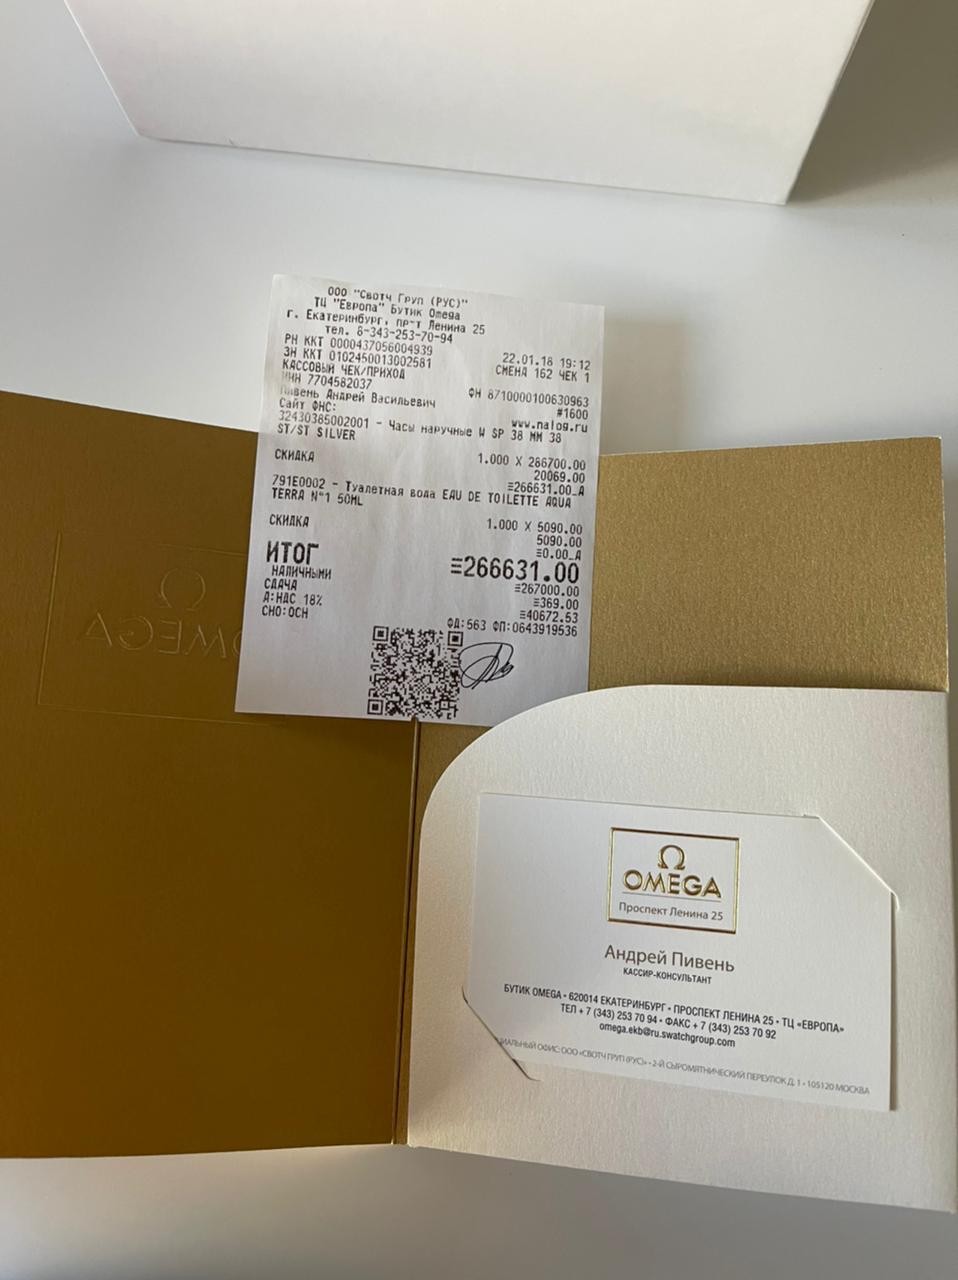 ООО "Свотч Груп (РУС)"
ТЦ "Европа" Бутик Omega
г. Екатеринбург, пр-т Ленина 25
тел. 8-343-253-70-94
РН ККТ 0000437056004939 22.01.18 19:12
ЗН ККТ 0102450013002581 СМЕНА 162 ЧЕК 1
КАССОВЫЙ ЧЕК/ПРИХОД
ИНН 7704582037 ФН 8710000100630963
Пивень Андрей Васильевич #1600
Сайт ФНС: www.nalog.ru
32430385002001 - Часы наручные W SP 38 MM 38
ST/ST SILVER
1.000 X 286700.00
СКИДКА 20069.00
≡266631.00_А
791E0002 - Туалетная вода EAU DE TOILETTE AQUA
TERRA N°1 50ML
1.000 X 5090.00
СКИДКА 5090.00
≡0.00_А
ИТОГ ≡266631.00
НАЛИЧНЫМИ ≡267000.00
СДАЧА ≡369.00
А:НДС 18% ≡40672.53
СНО:ОСН ФД:563 ФП:0643919536
Ω
OMEGA
Ω
OMEGA
Проспект Ленина 25
Андрей Пивень
КАССИР-КОНСУЛЬТАНТ
БУТИК OMEGA • 620014 ЕКАТЕРИНБУРГ • ПРОСПЕКТ ЛЕНИНА 25 • ТЦ «ЕВРОПА»
ТЕЛ + 7 (343) 253 70 94 • ФАКС + 7 (343) 253 70 92
omega.ekb@ru.swatchgroup.com
ОФИС: ООО «СВОТЧ ГРУП (РУС)» • 2-Й СЫРОМЯТНИЧЕСКИЙ ПЕРЕУЛОК Д. 1 • 105120 МОСКВА